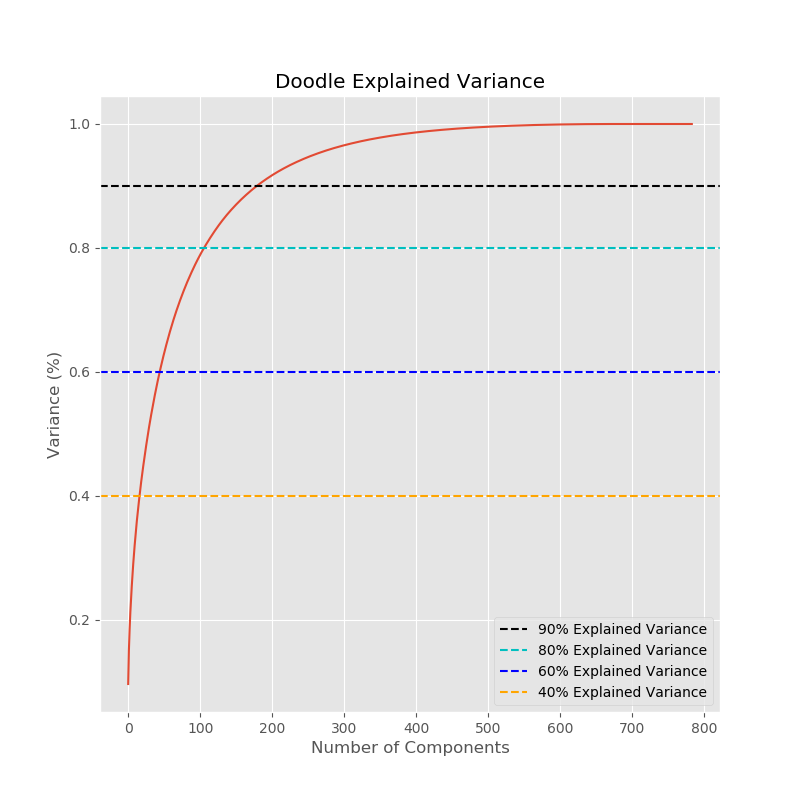 Doodle Explained Variance
1.0
0.8
0.6
0.4
0.2
Variance (%)
90% Explained Variance
80% Explained Variance
60% Explained Variance
40% Explained Variance
0 100 200 300 400 500 600 700 800
Number of Components